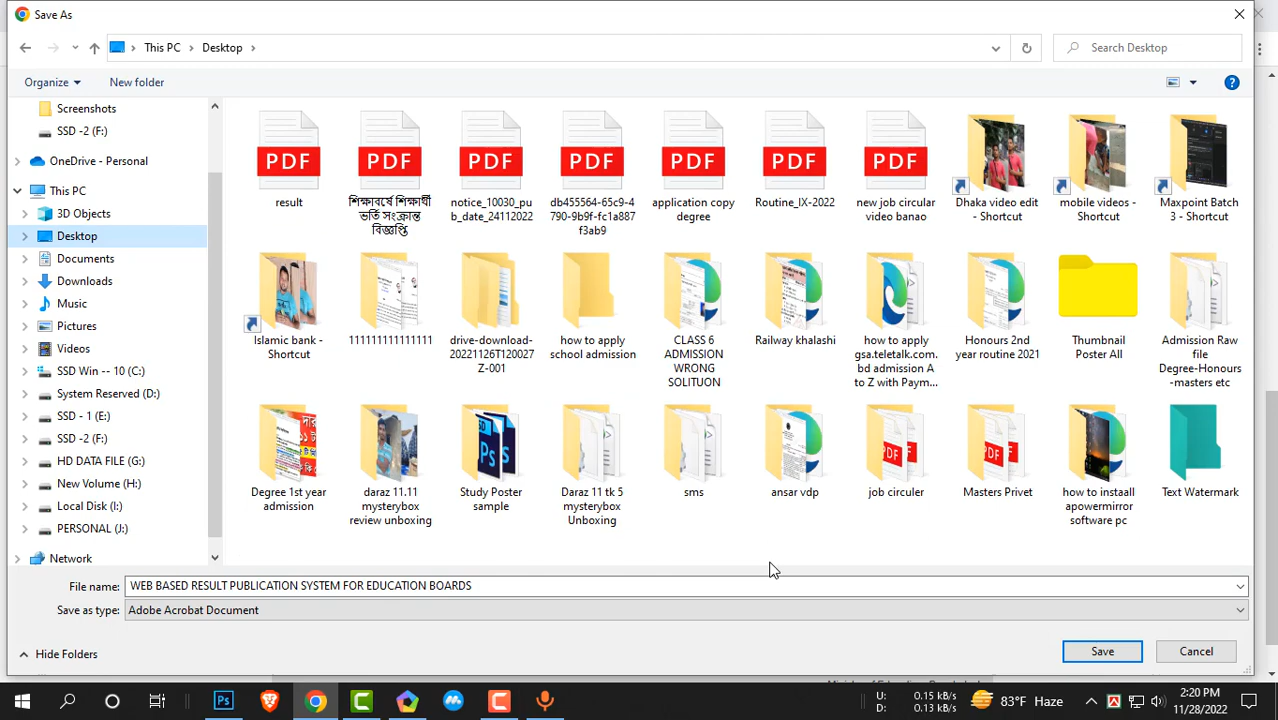 Save As
This PC
Desktop
Search Desktop
Organize
New folder
Screenshots
SSD -2 (F:)
OneDrive - Personal
This PC
3D Objects
Desktop
Documents
Downloads
Music
Pictures
Videos
SSD Win -- 10 (C:)
System Reserved (D:)
SSD - 1 (E:)
SSD -2 (F:)
HD DATA FILE (G:)
New Volume (H:)
Local Disk (I:)
PERSONAL (J:)
Network
PDF
PDF
PDF
PDF
PDF
PDF
PDF
result
শিক্ষাবর্ষে শিক্ষার্থী
ভর্তি সংক্রান্ত
বিজ্ঞপ্তি
notice_10030_pu
b_date_24112022
db455564-65c9-4
790-9b9f-fc1a887
f3ab9
application copy
degree
Routine_IX-2022
new job circular
video banao
Dhaka video edit
- Shortcut
mobile videos -
Shortcut
Maxpoint Batch
3 - Shortcut
Islamic bank -
Shortcut
11111111111111
drive-download-
20221126T120027
Z-001
how to apply
school admission
CLASS 6
ADMISSION
WRONG
SOLITUON
Railway khalashi
how to apply
gsa.teletalk.com.
bd admission A
to Z with Paym...
Honours 2nd
year routine 2021
Thumbnail
Poster All
Admission Raw
file
Degree-Honours
-masters etc
Degree 1st year
admission
daraz 11.11
mysterybox
review unboxing
Study Poster
sample
Daraz 11 tk 5
mysterybox
Unboxing
sms
ansar vdp
PDF
job circuler
PDF
Masters Privet
how to instaall
apowermirror
software pc
Text Watermark
File name:
WEB BASED RESULT PUBLICATION SYSTEM FOR EDUCATION BOARDS
Save as type:
Adobe Acrobat Document
Hide Folders
Save
Cancel
Ps
U: 0.15 kB/s
D: 0.13 kB/s
83°F Haze
2:20 PM
11/28/2022